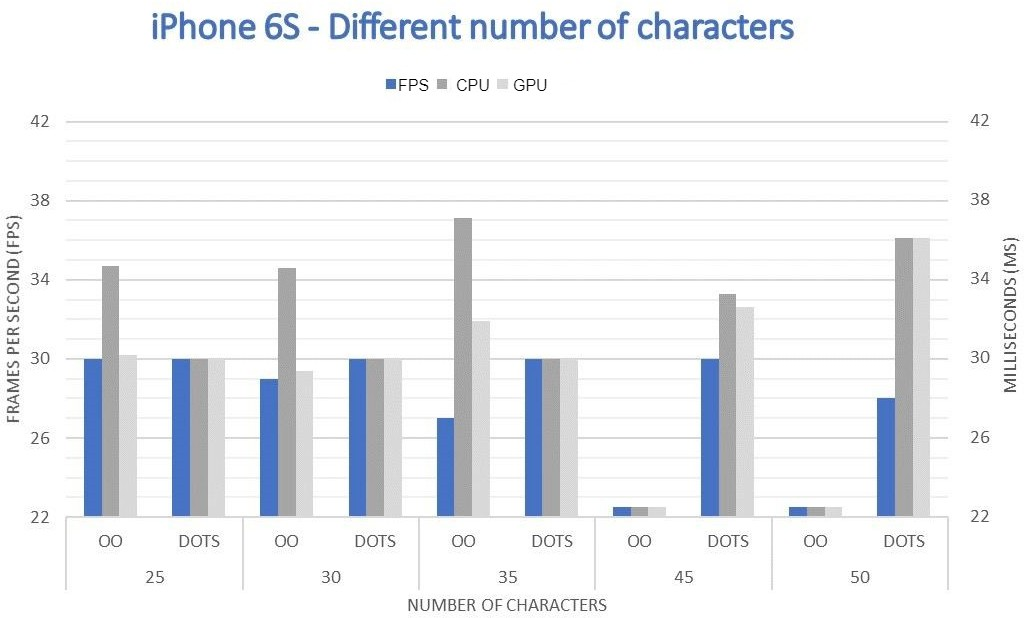 iPhone 6S - Different number of characters
FPS CPU GPU
FRAMES PER SECOND (FPS)
42
38
34
30
26
22
42
38
34
30
26
22
MILLISECONDS (MS)
OO DOTS OO DOTS OO DOTS OO DOTS OO DOTS
25 30 35 45 50
NUMBER OF CHARACTERS